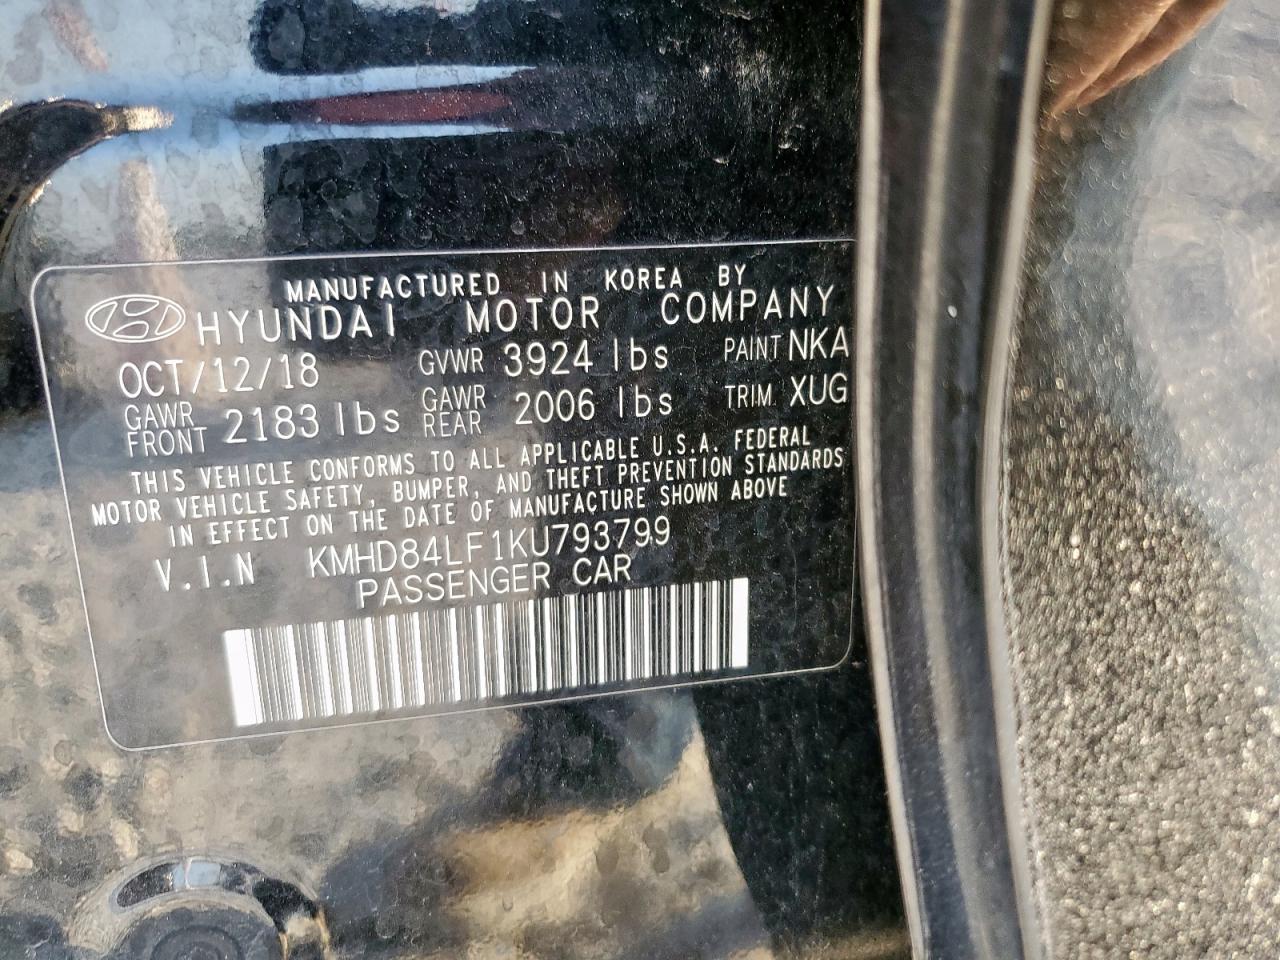 MANUFACTURED IN KOREA BY
HYUNDAI MOTOR COMPANY
OCT/12/18 GVWR 3924 lbs PAINT NKA
GAWR FRONT 2183 lbs GAWR REAR 2006 lbs TRIM XUG
THIS VEHICLE CONFORMS TO ALL APPLICABLE U.S.A. FEDERAL
MOTOR VEHICLE SAFETY, BUMPER, AND THEFT PREVENTION STANDARDS
IN EFFECT ON THE DATE OF MANUFACTURE SHOWN ABOVE
V.I.N KMHD84LF1KU793799
PASSENGER CAR